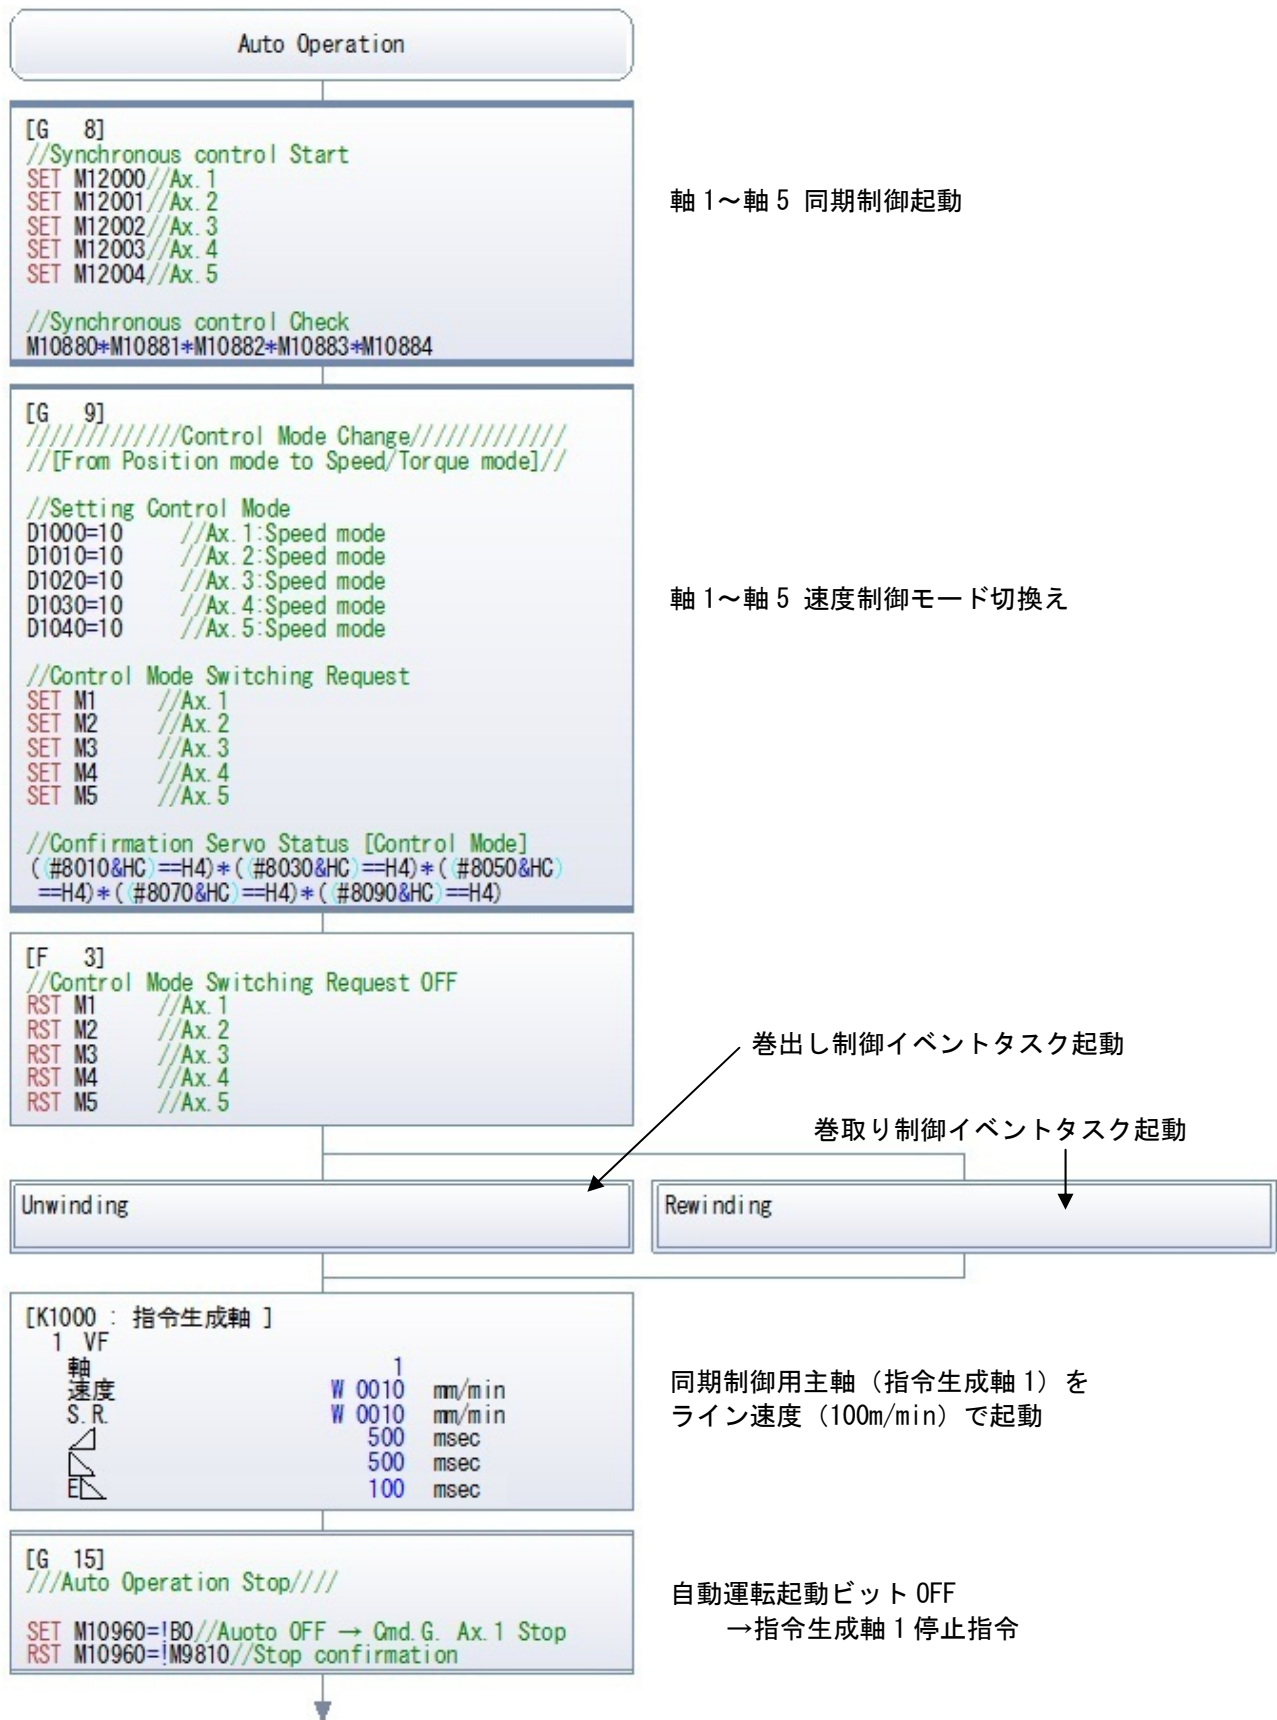 Auto Operation
[G   8]
//Synchronous control Start
SET M12000//Ax.1
SET M12001//Ax.2
SET M12002//Ax.3
SET M12003//Ax.4
SET M12004//Ax.5
//Synchronous control Check
M10880*M10881*M10882*M10883*M10884
軸1～軸5 同期制御起動
[G   9]
/////////////Control Mode Change/////////////
//[From Position mode to Speed/Torque mode]//
//Setting Control Mode
D1000=10     //Ax.1:Speed mode
D1010=10     //Ax.2:Speed mode
D1020=10     //Ax.3:Speed mode
D1030=10     //Ax.4:Speed mode
D1040=10     //Ax.5:Speed mode
//Control Mode Switching Request
SET M1     //Ax.1
SET M2     //Ax.2
SET M3     //Ax.3
SET M4     //Ax.4
SET M5     //Ax.5
//Confirmation Servo Status [Control Mode]
((#8010&HC)==H4)*((#8030&HC)==H4)*((#8050&HC)
==H4)*((#8070&HC)==H4)*((#8090&HC)==H4)
軸1～軸5 速度制御モード切換え
[F   3]
//Control Mode Switching Request OFF
RST M1     //Ax.1
RST M2     //Ax.2
RST M3     //Ax.3
RST M4     //Ax.4
RST M5     //Ax.5
巻出し制御イベントタスク起動
巻取り制御イベントタスク起動
Unwinding
Rewinding
[K1000 : 指令生成軸 ]
1 VF
軸 1
速度 W 0010 mm/min
S.R. W 0010 mm/min
500 msec
500 msec
E 100 msec
同期制御用主軸（指令生成軸1）を
ライン速度（100m/min）で起動
[G  15]
///Auto Operation Stop////
SET M10960=!B0//Auoto OFF → Cmd.G. Ax.1 Stop
RST M10960=!M9810//Stop confirmation
自動運転起動ビット OFF
→指令生成軸1停止指令